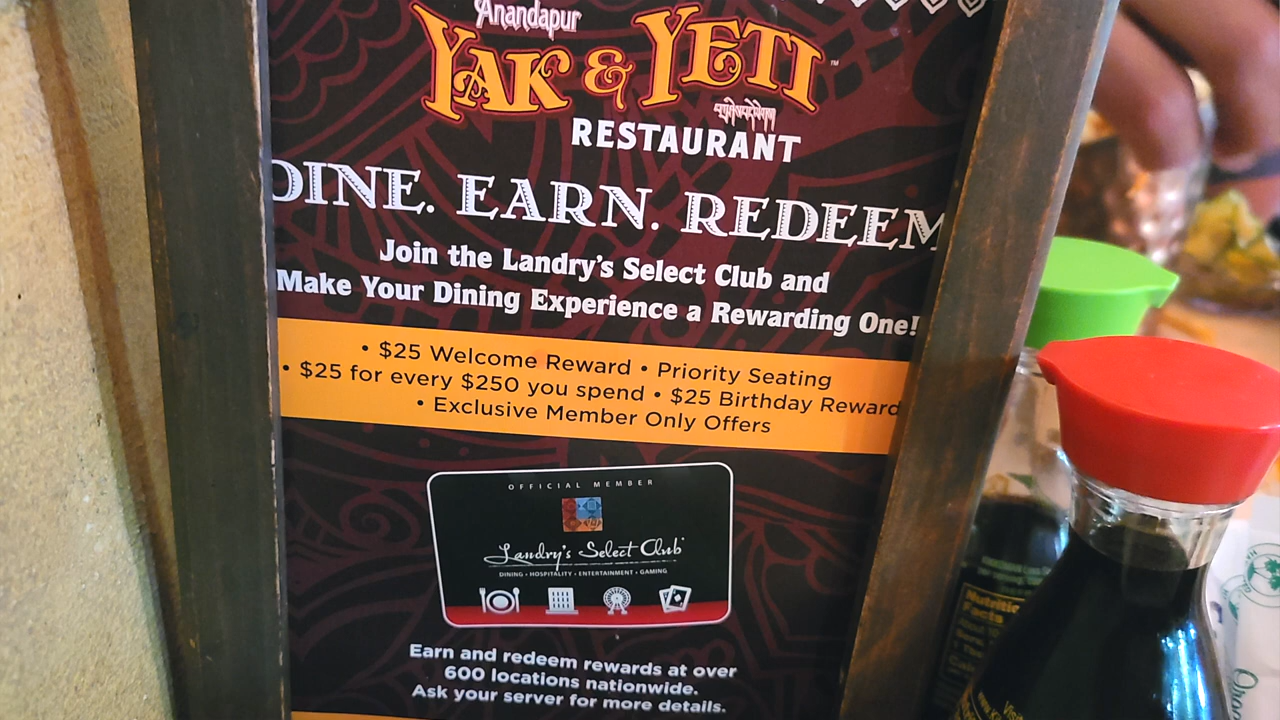 Anandapur
YAK & YETI™
RESTAURANT
DINE. EARN. REDEEM
Join the Landry's Select Club and
Make Your Dining Experience a Rewarding One!
• $25 Welcome Reward • Priority Seating
• $25 for every $250 you spend • $25 Birthday Reward
• Exclusive Member Only Offers
OFFICIAL MEMBER
Landry's Select Club
DINING • HOSPITALITY • ENTERTAINMENT • GAMING
Earn and redeem rewards at over
600 locations nationwide.
Ask your server for more details.
Nutrition
Facts